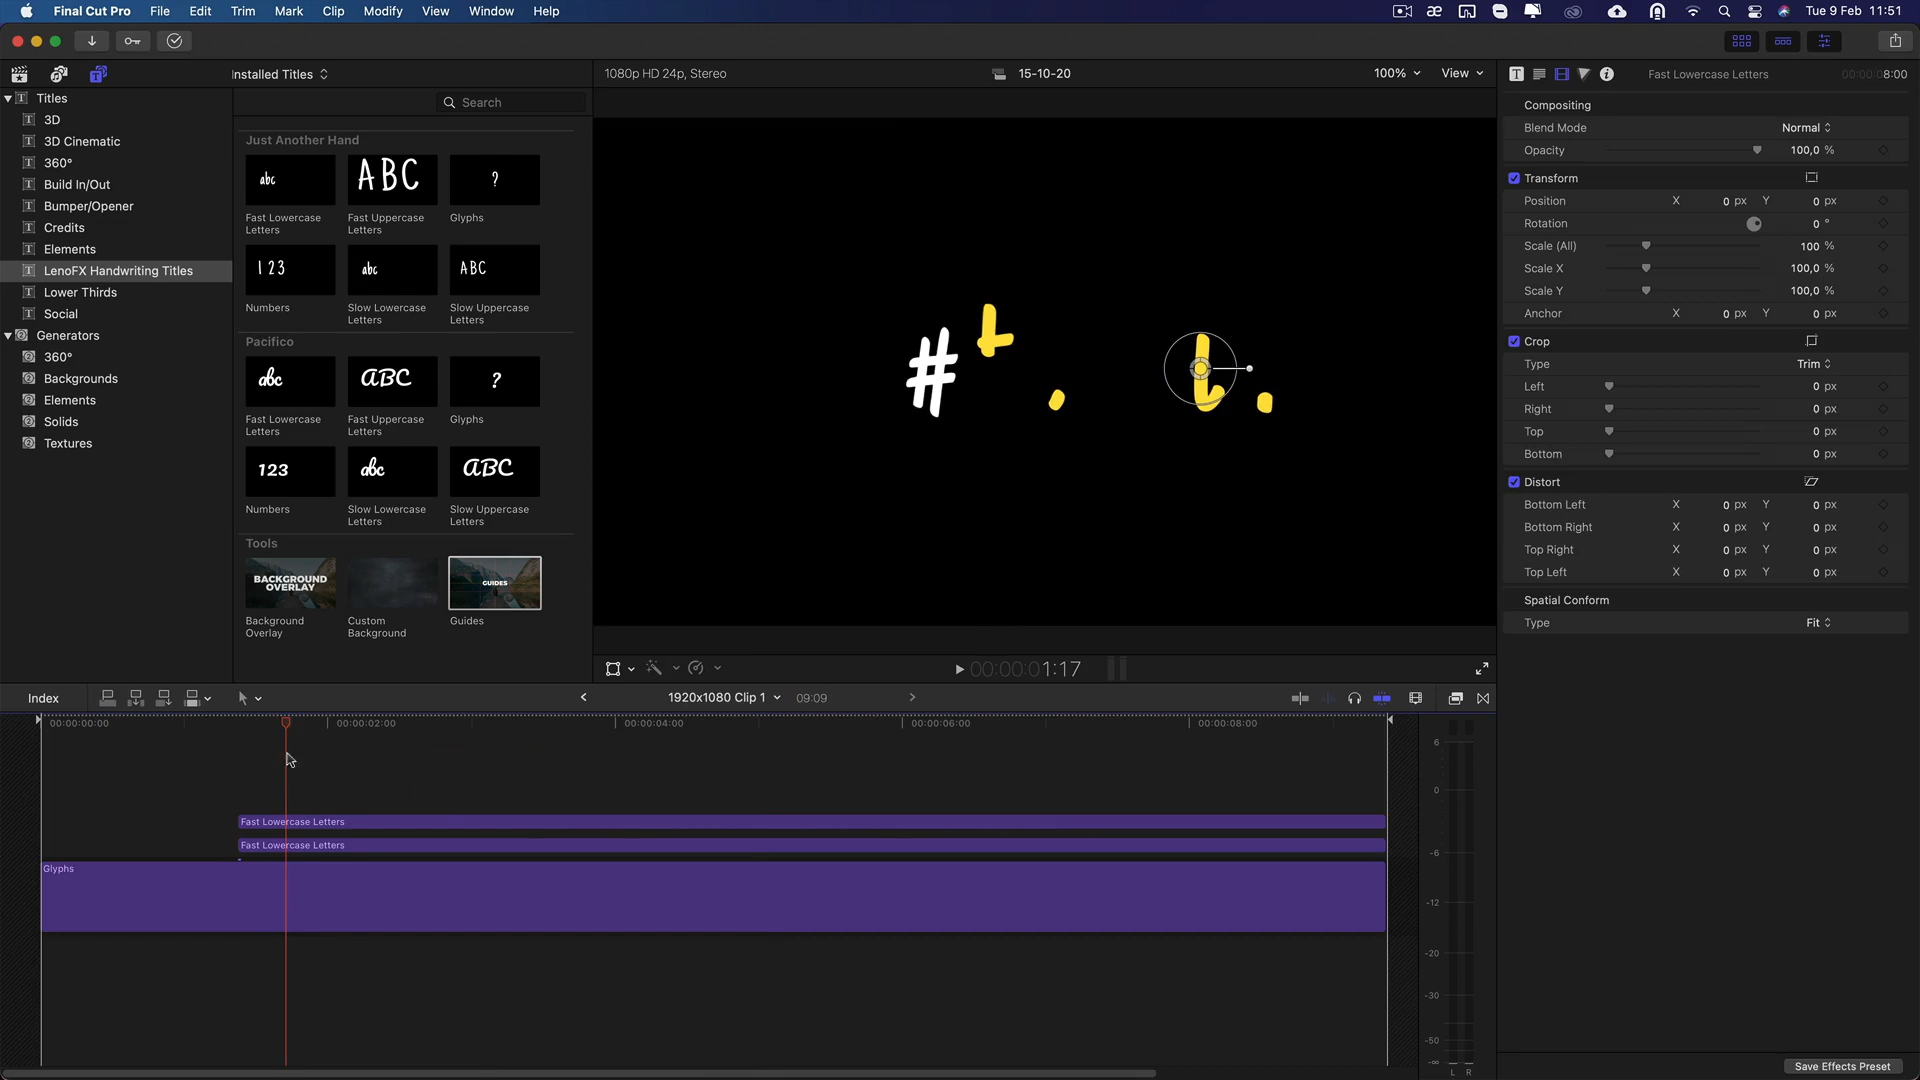 Final Cut Pro File Edit Trim Mark Clip Modify View Window Help Tue 9 Feb 11:51
Installed Titles
1080p HD 24p, Stereo 15-10-20 100% View
Fast Lowercase Letters 00:00:08:00
Titles
3D
3D Cinematic
360°
Build In/Out
Bumper/Opener
Credits
Elements
LenoFX Handwriting Titles
Lower Thirds
Social
Generators
360°
Backgrounds
Elements
Solids
Textures
Search
Just Another Hand
abc ABC ?
Fast Lowercase Letters
Fast Uppercase Letters
Glyphs
123 abc ABC
Numbers
Slow Lowercase Letters
Slow Uppercase Letters
Pacifico
abc ABC ?
Fast Lowercase Letters
Fast Uppercase Letters
Glyphs
123 abc ABC
Numbers
Slow Lowercase Letters
Slow Uppercase Letters
Tools
BACKGROUND OVERLAY
GUIDES
Background Overlay
Custom Background
Guides
#
Compositing
Blend Mode Normal
Opacity 100,0 %
Transform
Position X 0 px Y 0 px
Rotation 0 °
Scale (All) 100 %
Scale X 100,0 %
Scale Y 100,0 %
Anchor X 0 px Y 0 px
Crop
Type Trim
Left 0 px
Right 0 px
Top 0 px
Bottom 0 px
Distort
Bottom Left X 0 px Y 0 px
Bottom Right X 0 px Y 0 px
Top Right X 0 px Y 0 px
Top Left X 0 px Y 0 px
Spatial Conform
Type Fit
00:00:01:17
Index 1920x1080 Clip 1 09:09
00:00:00:00 00:00:02:00 00:00:04:00 00:00:06:00 00:00:08:00
Fast Lowercase Letters
Fast Lowercase Letters
Glyphs
6
0
-6
-12
-20
-30
-50
-∞
L R
Save Effects Preset